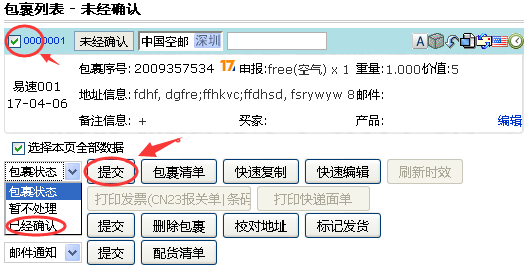 包裹列表 - 未经确认
0000001 未经确认 中国空邮 深圳 A
易速001
17-04-06
包裹序号: 2009357534 17 申报:free(空气) x 1 重量:1.000价值:5
地址信息: fdhf, dgfre;ffhkvc;ffdhsd, fsrywyw 8邮件:
备注信息: + 买家: 产品: 编辑
选择本页全部数据
包裹状态 提交 包裹清单 快速复制 快速编辑 刷新时效
包裹状态
暂不处理 打印发票(CN23报关单|条码 打印快递面单
已经确认 提交 删除包裹 校对地址 标记发货
邮件通知 提交 配货清单